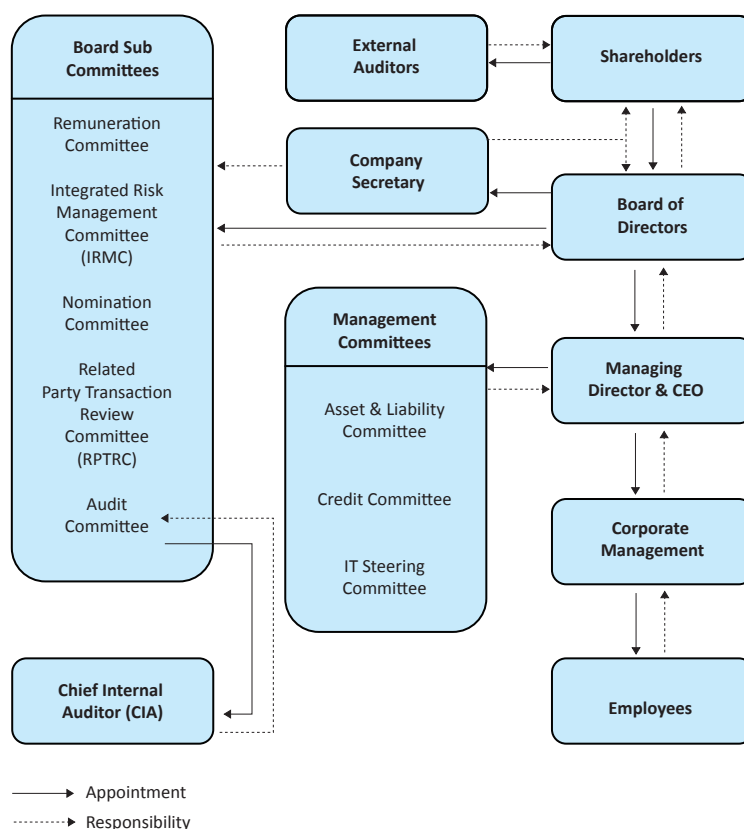 Board Sub
Committees
Remuneration
Committee
Integrated Risk
Management
Committee
(IRMC)
Nomination
Committee
Related
Party Transaction
Review
Committee
(RPTRC)
Audit
Committee
Chief Internal
Auditor (CIA)
External
Auditors
Company
Secretary
Management
Committees
Asset & Liability
Committee
Credit Committee
IT Steering
Committee
Shareholders
Board of
Directors
Managing
Director & CEO
Corporate
Management
Employees
Appointment
Responsibility